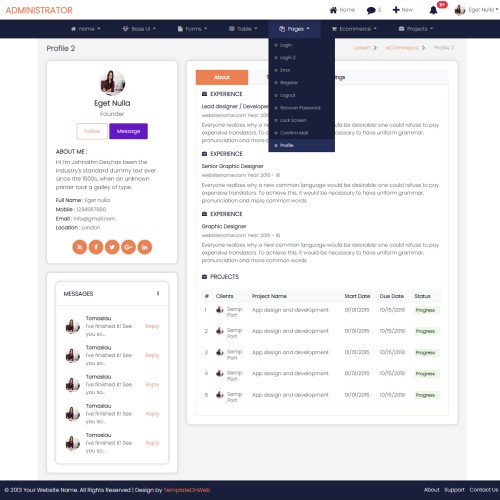 ADMINISTRATOR
Home 3 New 9+ Eget Nulla
Home Base UI Forms Table Pages Ecommerce Projects
Profile 2
Lorem eCommerce Profile 2
Login
Login 2
Error
Register
Logout
Recover Password
Lock Screen
Confirm Mail
Profile
Eget Nulla
Founder
Follow Message
ABOUT ME :
Hi I'm Johnathn Deo,has been the
industry's standard dummy text ever
since the 1500s, when an unknown
printer took a galley of type.
Full Name : Eget nulla
Mobile : 1234567890
Email : info@gmail.com
Location : London
MESSAGES
Tomaslau
I've finished it! See
you so...
Reply
Tomaslau
I've finished it! See
you so...
Reply
Tomaslau
I've finished it! See
you so...
Reply
Tomaslau
I've finished it! See
you so...
Reply
Tomaslau
I've finished it! See
you so...
Reply
About
EXPERIENCE
Lead designer / Developer
websitename.com Year: 2015 -
Everyone realizes why a new common language would be desirable: one could refuse to pay
expensive translators. To achieve this, it would be necessary to have uniform grammar,
pronunciation and more common words.
EXPERIENCE
Senior Graphic Designer
websitename.com Year: 2015 - 16
Everyone realizes why a new common language would be desirable: one could refuse to pay
expensive translators. To achieve this, it would be necessary to have uniform grammar,
pronunciation and more common words.
EXPERIENCE
Graphic Designer
websitename.com Year: 2015 - 16
Everyone realizes why a new common language would be desirable: one could refuse to pay
expensive translators. To achieve this, it would be necessary to have uniform grammar,
pronunciation and more common words.
PROJECTS
# Clients Project Name Start Date Due Date Status
1 Semp Port App design and development 01/01/2015 10/15/2018 Progress
2 Semp Port App design and development 01/01/2015 10/15/2018 Progress
3 Semp Port App design and development 01/01/2015 10/15/2018 Progress
4 Semp Port App design and development 01/01/2015 10/15/2018 Progress
5 Semp Port App design and development 01/01/2015 10/15/2018 Progress
© 2013 Your Website Name. All Rights Reserved | Design by TemplateOnWeb
About Support Contact Us